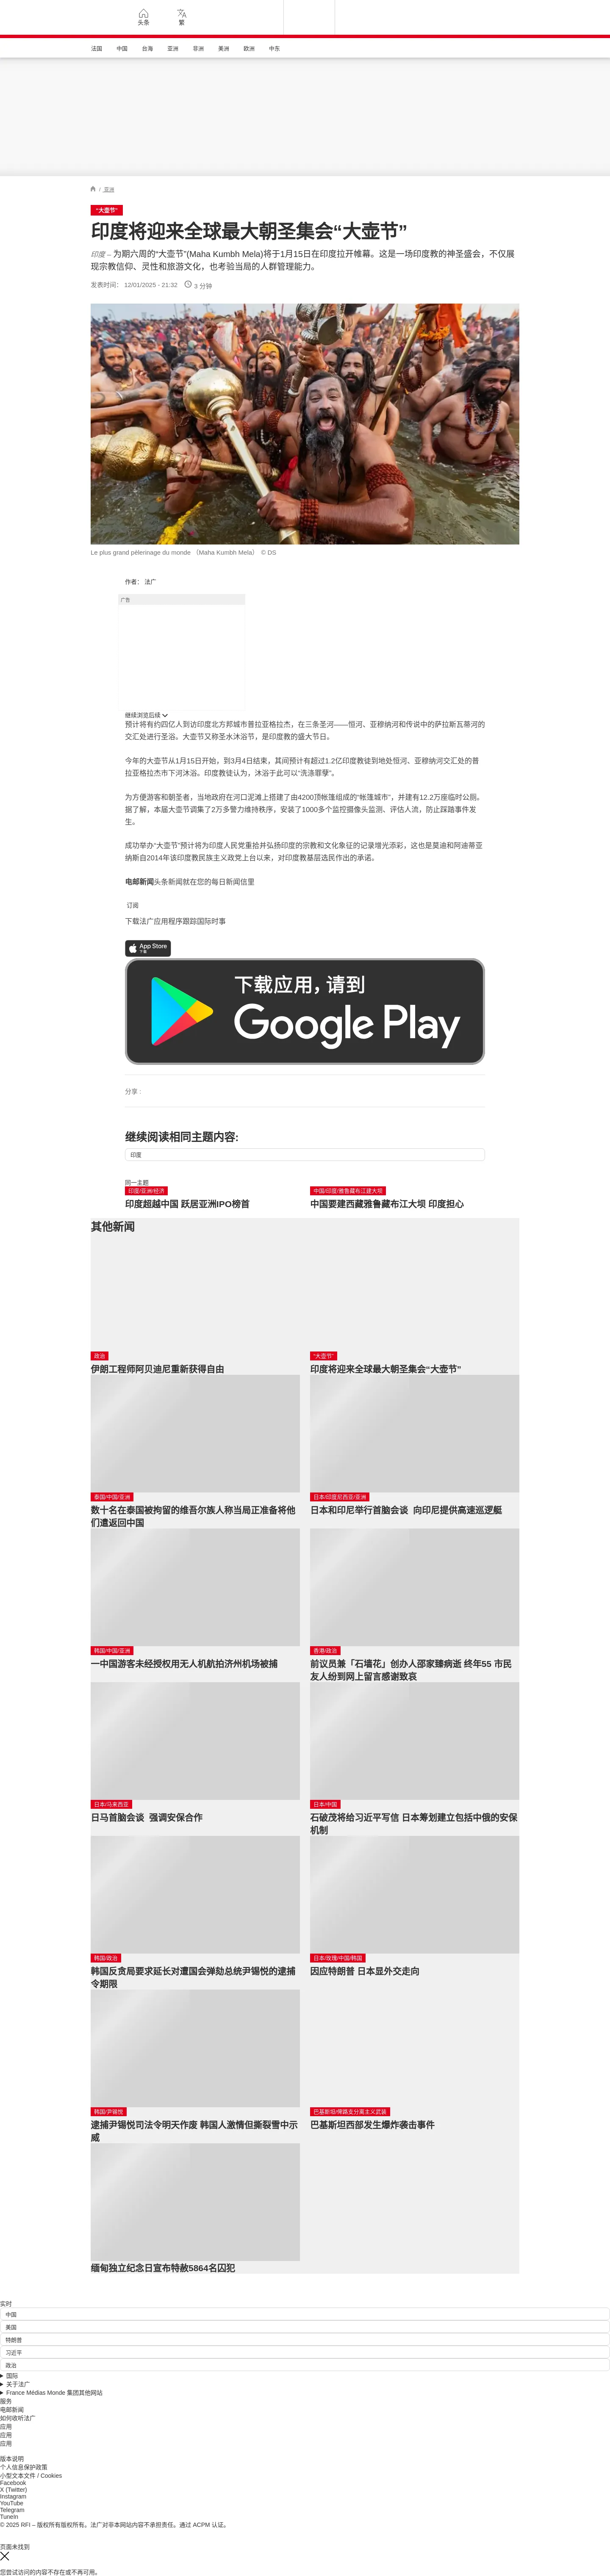 头条
繁
法国 中国 台海 亚洲 非洲 美洲 欧洲 中东
/ 亚洲
"大壶节"
印度将迎来全球最大朝圣集会“大壶节”
印度 – 为期六周的“大壶节”(Maha Kumbh Mela)将于1月15日在印度拉开帷幕。这是一场印度教的神圣盛会，不仅展
现宗教信仰、灵性和旅游文化，也考验当局的人群管理能力。
发表时间： 12/01/2025 - 21:32 3 分钟
Le plus grand pèlerinage du monde （Maha Kumbh Mela） © DS
作者： 法广
广告
继续浏览后续
预计将有约四亿人到访印度北方邦城市普拉亚格拉杰，在三条圣河——恒河、亚穆纳河和传说中的萨拉斯瓦蒂河的
交汇处进行圣浴。大壶节又称圣水沐浴节，是印度教的盛大节日。
今年的大壶节从1月15日开始，到3月4日结束，其间预计有超过1.2亿印度教徒到地处恒河、亚穆纳河交汇处的普
拉亚格拉杰市下河沐浴。印度教徒认为，沐浴于此可以“洗涤罪孽”。
为方便游客和朝圣者，当地政府在河口泥滩上搭建了由4200顶帐篷组成的“帐篷城市”，并建有12.2万座临时公厕。
据了解，本届大壶节调集了2万多警力维持秩序，安装了1000多个监控摄像头监测、评估人流，防止踩踏事件发
生。
成功举办“大壶节”预计将为印度人民党重拾并弘扬印度的宗教和文化象征的记录增光添彩，这也是莫迪和阿迪蒂亚
纳斯自2014年该印度教民族主义政党上台以来，对印度教基层选民作出的承诺。
电邮新闻头条新闻就在您的每日新闻信里
订阅
下载法广应用程序跟踪国际时事
App Store
下载
下载应用，请到
Google Play
分享 :
继续阅读相同主题内容:
印度
同一主题
印度/亚洲/经济
印度超越中国 跃居亚洲IPO榜首
中国/印度/雅鲁藏布江建大坝
中国要建西藏雅鲁藏布江大坝 印度担心
其他新闻
政治
伊朗工程师阿贝迪尼重新获得自由
"大壶节"
印度将迎来全球最大朝圣集会“大壶节”
泰国/中国/亚洲
数十名在泰国被拘留的维吾尔族人称当局正准备将他
们遣返回中国
日本/印度尼西亚/亚洲
日本和印尼举行首脑会谈 向印尼提供高速巡逻艇
韩国/中国/亚洲
一中国游客未经授权用无人机航拍济州机场被捕
香港/政治
前议员兼「石墙花」创办人邵家臻病逝 终年55 市民
友人纷到网上留言感谢致哀
日本/马来西亚
日马首脑会谈 强调安保合作
日本/中国
石破茂将给习近平写信 日本筹划建立包括中俄的安保
机制
韩国/政治
韩国反贪局要求延长对遭国会弹劾总统尹锡悦的逮捕
令期限
日本/玫瑰/中国/韩国
因应特朗普 日本显外交走向
韩国/尹锡悦
逮捕尹锡悦司法令明天作废 韩国人激情但撕裂雪中示
威
巴基斯坦/俾路支分离主义武装
巴基斯坦西部发生爆炸袭击事件
缅甸独立纪念日宣布特赦5864名囚犯
实时
中国
美国
特朗普
习近平
政治
国际
关于法广
France Médias Monde 集团其他网站
服务
电邮新闻
如何收听法广
应用
应用
应用
版本说明
个人信息保护政策
小型文本文件 / Cookies
Facebook
X (Twitter)
Instagram
YouTube
Telegram
TuneIn
© 2025 RFI – 版权所有版权所有。法广对非本网站内容不承担责任。通过 ACPM 认证。
页面未找到
您尝试访问的内容不存在或不再可用。